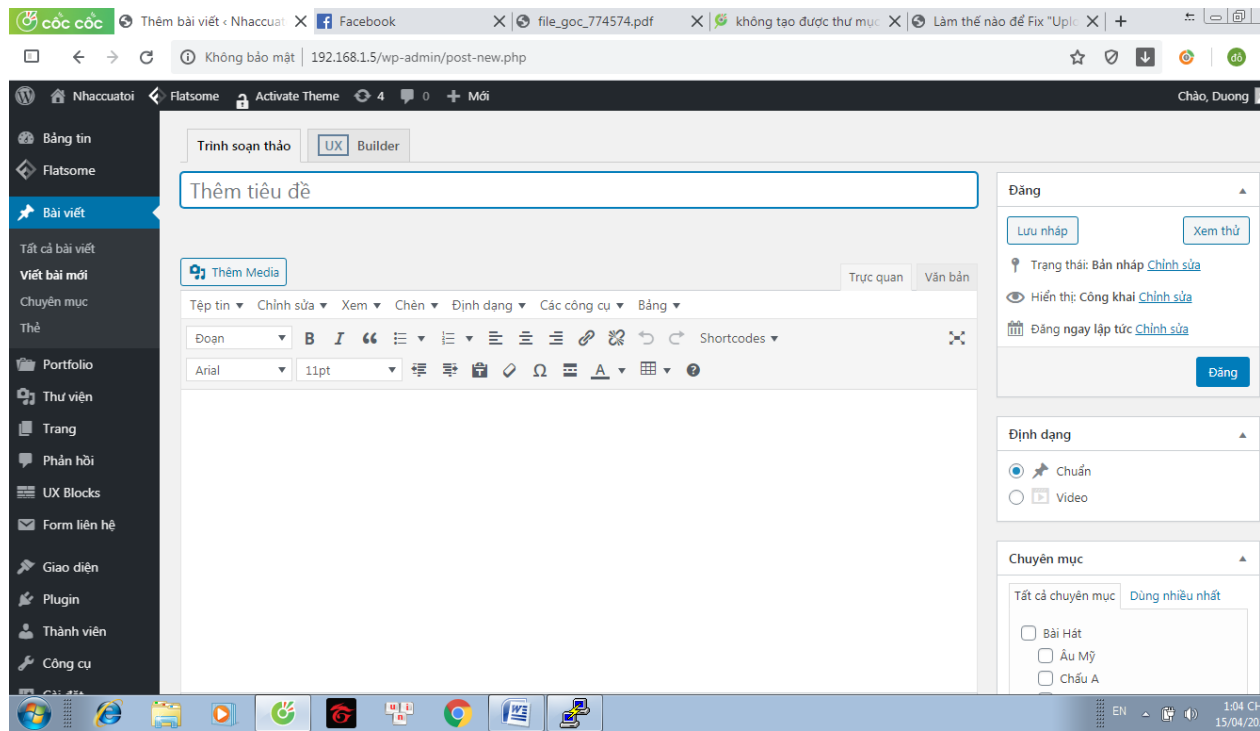 cốc cốc
Thêm bài viết ‹ Nhaccuat
Facebook
file_goc_774574.pdf
không tạo được thư mục
Làm thế nào để Fix "Uplo
Không bảo mật
192.168.1.5/wp-admin/post-new.php
đô
Nhaccuatoi
Flatsome
Activate Theme
4
0
Mới
Chào, Duong
Bảng tin
Flatsome
Bài viết
Tất cả bài viết
Viết bài mới
Chuyên mục
Thẻ
Portfolio
Thư viện
Trang
Phản hồi
UX Blocks
Form liên hệ
Giao diện
Plugin
Thành viên
Công cụ
Cài đặt
Trình soạn thảo
UX Builder
Thêm tiêu đề
Thêm Media
Trực quan
Văn bản
Tệp tin
Chỉnh sửa
Xem
Chèn
Định dạng
Các công cụ
Bảng
Đoạn
B
I
Shortcodes
Arial
11pt
Ω
A
Đăng
Lưu nháp
Xem thử
Trạng thái: Bản nháp Chỉnh sửa
Hiển thị: Công khai Chỉnh sửa
Đăng ngay lập tức Chỉnh sửa
Đăng
Định dạng
Chuẩn
Video
Chuyên mục
Tất cả chuyên mục
Dùng nhiều nhất
Bài Hát
Âu Mỹ
Chấu A
EN
1:04 CH
15/04/20